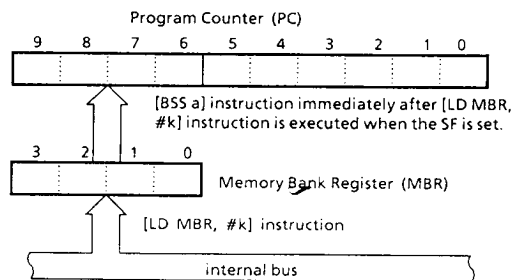 Program Counter (PC)
9 8 7 6 5 4 3 2 1 0
[BSS a] instruction immediately after [LD MBR,
#k] instruction is executed when the SF is set.
3 2 1 0
Memory Bank Register (MBR)
[LD MBR, #k] instruction
internal bus